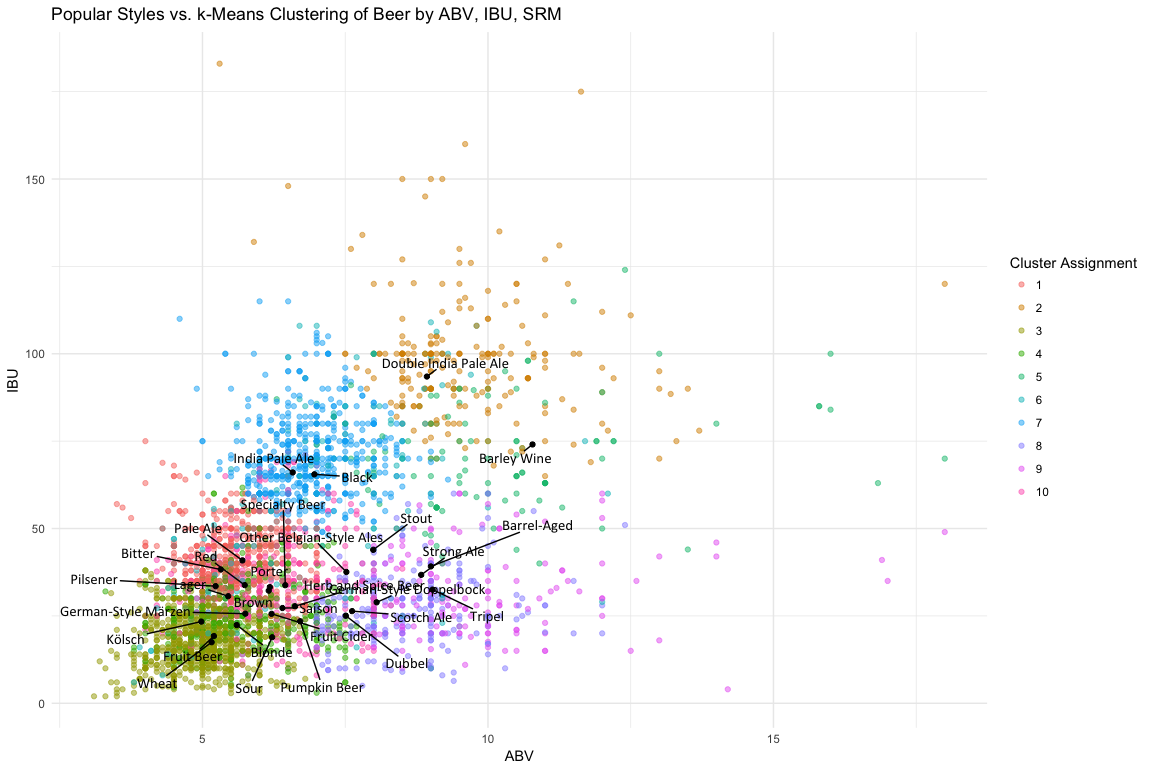 Popular Styles vs. k-Means Clustering of Beer by ABV, IBU, SRM
IBU
150
100
50
0
Double India Pale Ale
Barley Wine
India Pale Ale
Black
Specialty Beer
Stout
Barrel-Aged
Pale Ale
Other Belgian-Style Ales
Bitter
Red
Strong Ale
Porter
Pilsener
Lager
Herb and Spice Beer
German-Style Doppelbock
Brown
Saison
German-Style Märzen
Scotch Ale
Tripel
Kölsch
Fruit Cider
Fruit Beer
Blonde
Dubbel
Wheat
Sour
Pumpkin Beer
5
10
15
ABV
Cluster Assignment
1
2
3
4
5
6
7
8
9
10